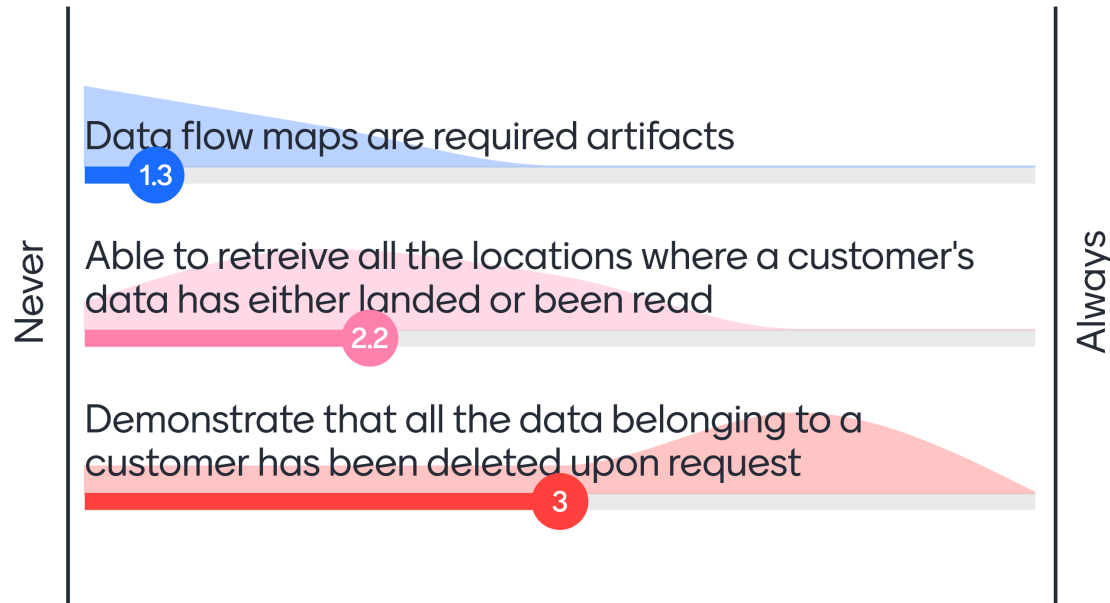 Never
Data flow maps are required artifacts
1.3
Able to retreive all the locations where a customer's
data has either landed or been read
2.2
Demonstrate that all the data belonging to a
customer has been deleted upon request
3
Always